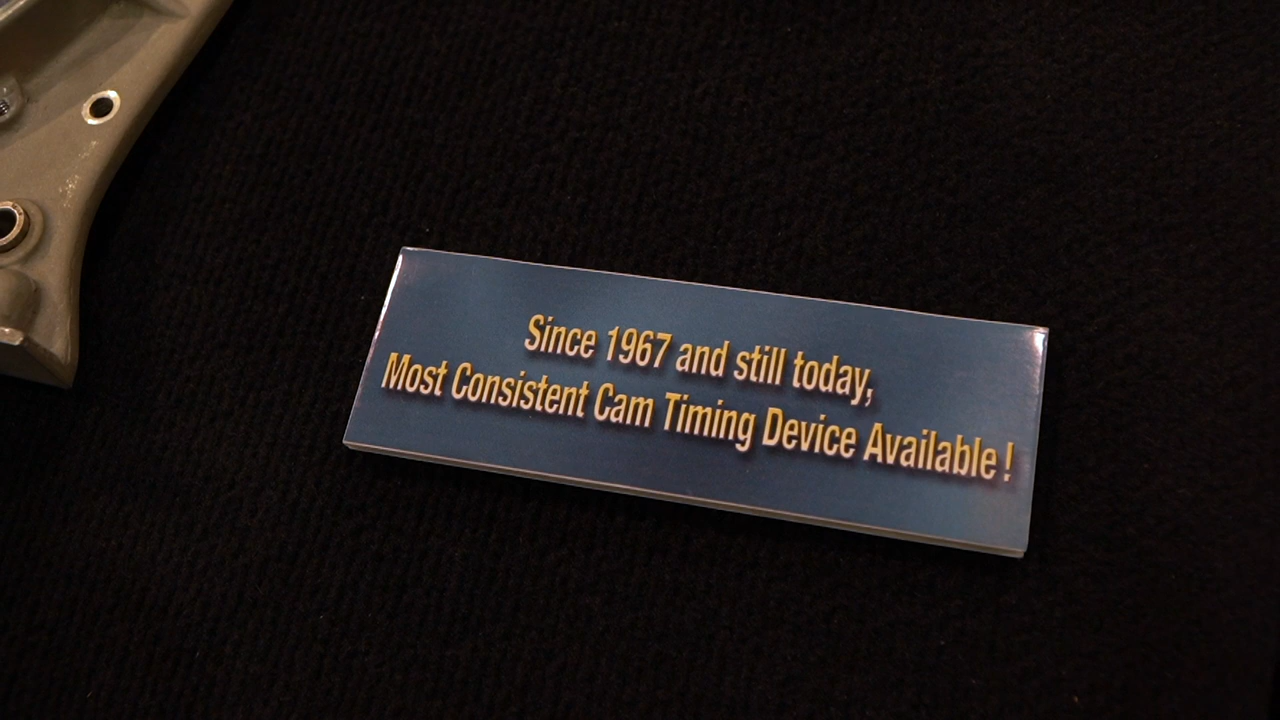 Since 1967 and still today,
Most Consistent Cam Timing Device Available !